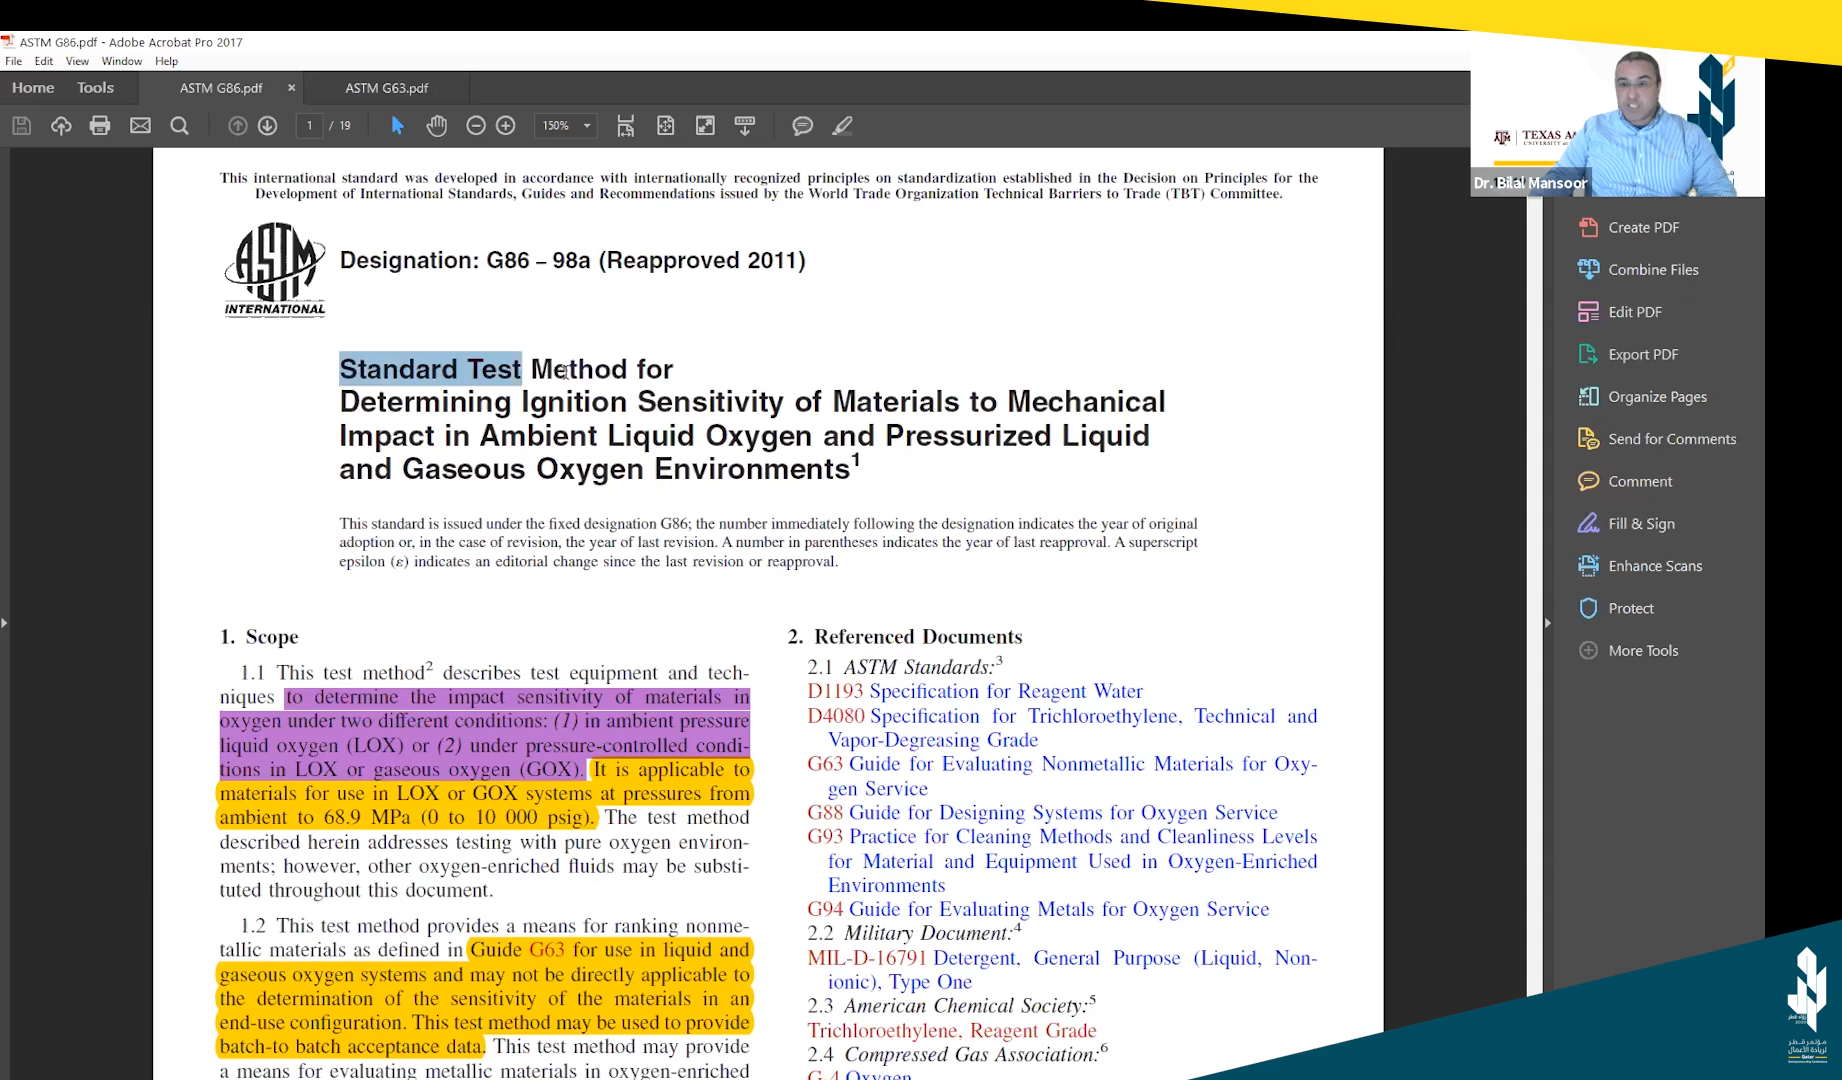 ASTM G86.pdf - Adobe Acrobat Pro 2017
File Edit View Window Help
Home Tools ASTM G86.pdf × ASTM G63.pdf
1 / 19 150%
TEXAS A
UNIVERSITY
Dr. Bilal Mansoor
This international standard was developed in accordance with internationally recognized principles on standardization established in the Decision on Principles for the
Development of International Standards, Guides and Recommendations issued by the World Trade Organization Technical Barriers to Trade (TBT) Committee.
ASTM
INTERNATIONAL
Designation: G86 – 98a (Reapproved 2011)
Standard Test Method for
Determining Ignition Sensitivity of Materials to Mechanical
Impact in Ambient Liquid Oxygen and Pressurized Liquid
and Gaseous Oxygen Environments1
This standard is issued under the fixed designation G86; the number immediately following the designation indicates the year of original
adoption or, in the case of revision, the year of last revision. A number in parentheses indicates the year of last reapproval. A superscript
epsilon (ε) indicates an editorial change since the last revision or reapproval.
1. Scope
1.1 This test method2 describes test equipment and tech-
niques to determine the impact sensitivity of materials in
oxygen under two different conditions: (1) in ambient pressure
liquid oxygen (LOX) or (2) under pressure-controlled condi-
tions in LOX or gaseous oxygen (GOX). It is applicable to
materials for use in LOX or GOX systems at pressures from
ambient to 68.9 MPa (0 to 10 000 psig). The test method
described herein addresses testing with pure oxygen environ-
ments; however, other oxygen-enriched fluids may be substi-
tuted throughout this document.
1.2 This test method provides a means for ranking nonme-
tallic materials as defined in Guide G63 for use in liquid and
gaseous oxygen systems and may not be directly applicable to
the determination of the sensitivity of the materials in an
end-use configuration. This test method may be used to provide
batch-to batch acceptance data. This test method may provide
a means for evaluating metallic materials in oxygen-enriched
2. Referenced Documents
2.1 ASTM Standards:3
D1193 Specification for Reagent Water
D4080 Specification for Trichloroethylene, Technical and
Vapor-Degreasing Grade
G63 Guide for Evaluating Nonmetallic Materials for Oxy-
gen Service
G88 Guide for Designing Systems for Oxygen Service
G93 Practice for Cleaning Methods and Cleanliness Levels
for Material and Equipment Used in Oxygen-Enriched
Environments
G94 Guide for Evaluating Metals for Oxygen Service
2.2 Military Document:4
MIL-D-16791 Detergent, General Purpose (Liquid, Non-
ionic), Type One
2.3 American Chemical Society:5
Trichloroethylene, Reagent Grade
2.4 Compressed Gas Association:6
G-4 Oxygen
Create PDF
Combine Files
Edit PDF
Export PDF
Organize Pages
Send for Comments
Comment
Fill & Sign
Enhance Scans
Protect
More Tools